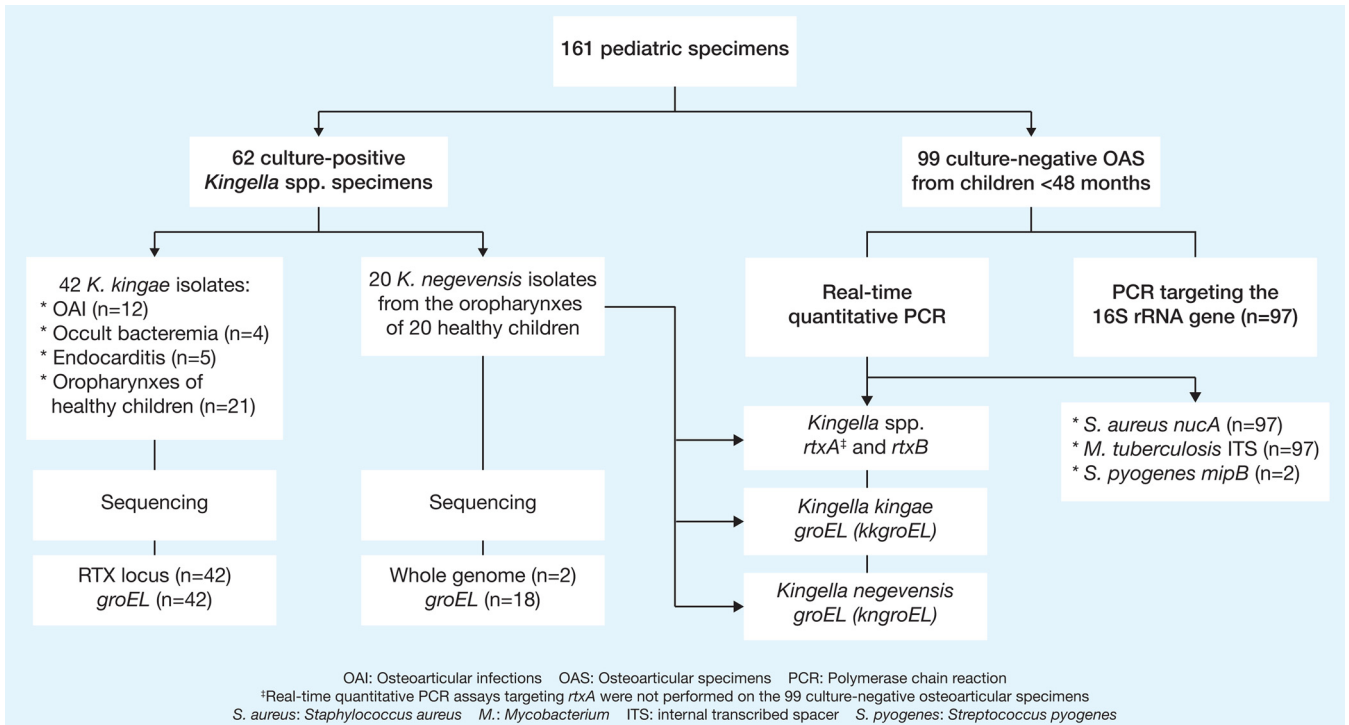 161 pediatric specimens
62 culture-positive
Kingella spp. specimens
99 culture-negative OAS
from children <48 months
42 K. kingae isolates:
* OAI (n=12)
* Occult bacteremia (n=4)
* Endocarditis (n=5)
* Oropharynxes of
healthy children (n=21)
20 K. negevensis isolates
from the oropharynxes
of 20 healthy children
Real-time
quantitative PCR
PCR targeting the
16S rRNA gene (n=97)
Kingella spp.
rtxA‡ and rtxB
* S. aureus nucA (n=97)
* M. tuberculosis ITS (n=97)
* S. pyogenes mipB (n=2)
Sequencing
Sequencing
Kingella kingae
groEL (kkgroEL)
RTX locus (n=42)
groEL (n=42)
Whole genome (n=2)
groEL (n=18)
Kingella negevensis
groEL (kngroEL)
OAI: Osteoarticular infections OAS: Osteoarticular specimens PCR: Polymerase chain reaction
‡Real-time quantitative PCR assays targeting rtxA were not performed on the 99 culture-negative osteoarticular specimens
S. aureus: Staphylococcus aureus M.: Mycobacterium ITS: internal transcribed spacer S. pyogenes: Streptococcus pyogenes